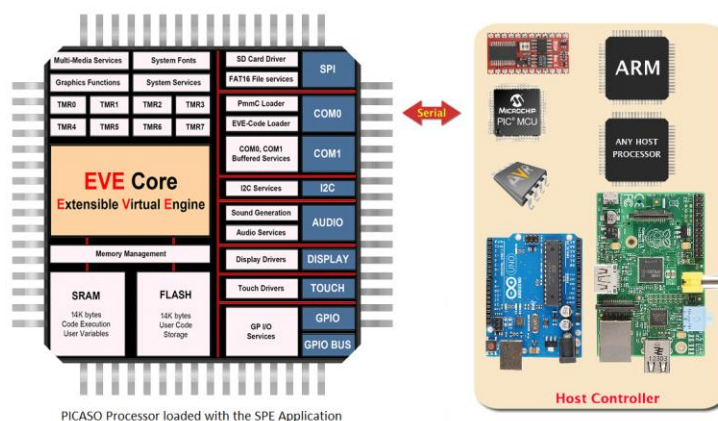 Multi-Media Services
System Fonts
Graphics Functions
System Services
TMR0
TMR1
TMR2
TMR3
TMR4
TMR5
TMR6
TMR7
EVE Core
Extensible Virtual Engine
Memory Management
SRAM
14K bytes
Code Execution
User Variables
FLASH
14K bytes
User Code
Storage
SD Card Driver
FAT16 File services
SPI
PmmC Loader
EVE-Code Loader
COM0
COM0, COM1
Buffered Services
COM1
I2C Services
I2C
Sound Generation
Audio Services
AUDIO
Display Drivers
DISPLAY
Touch Drivers
TOUCH
GP I/O
Services
GPIO
GPIO BUS
PICASO Processor loaded with the SPE Application
Serial
ARM
MICROCHIP
PIC® MCU
ANY HOST
PROCESSOR
AVR
UNO
ARDUINO
Host Controller